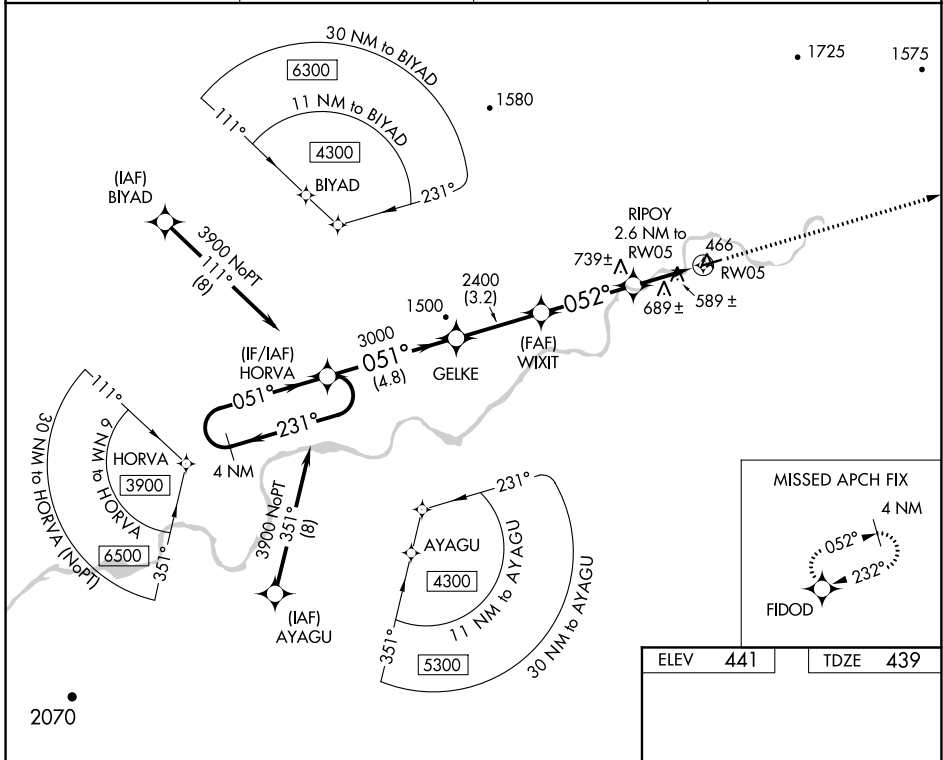 30 NM to BIYAD
6300
11 NM to BIYAD
4300
111°
BIYAD
231°
1580
1725
1575
(IAF)
BIYAD
3900 NoPT
111°
(8)
RIPOY
2.6 NM to
RW05
739±
466
RW05
689±
589±
052°
2400
(3.2)
1500
(FAF)
WIXIT
3000
051°
(4.8)
GELKE
(IF/IAF)
HORVA
051°
231°
4 NM
111°
HORVA
3900
6 NM to HORVA
6500
30 NM to HORVA (NoPT)
351°
3900 NoPT
351°
(8)
(IAF)
AYAGU
231°
AYAGU
4300
11 NM to AYAGU
351°
5300
30 NM to AYAGU
MISSED APCH FIX
4 NM
052°
232°
FIDOD
ELEV 441
TDZE 439
2070